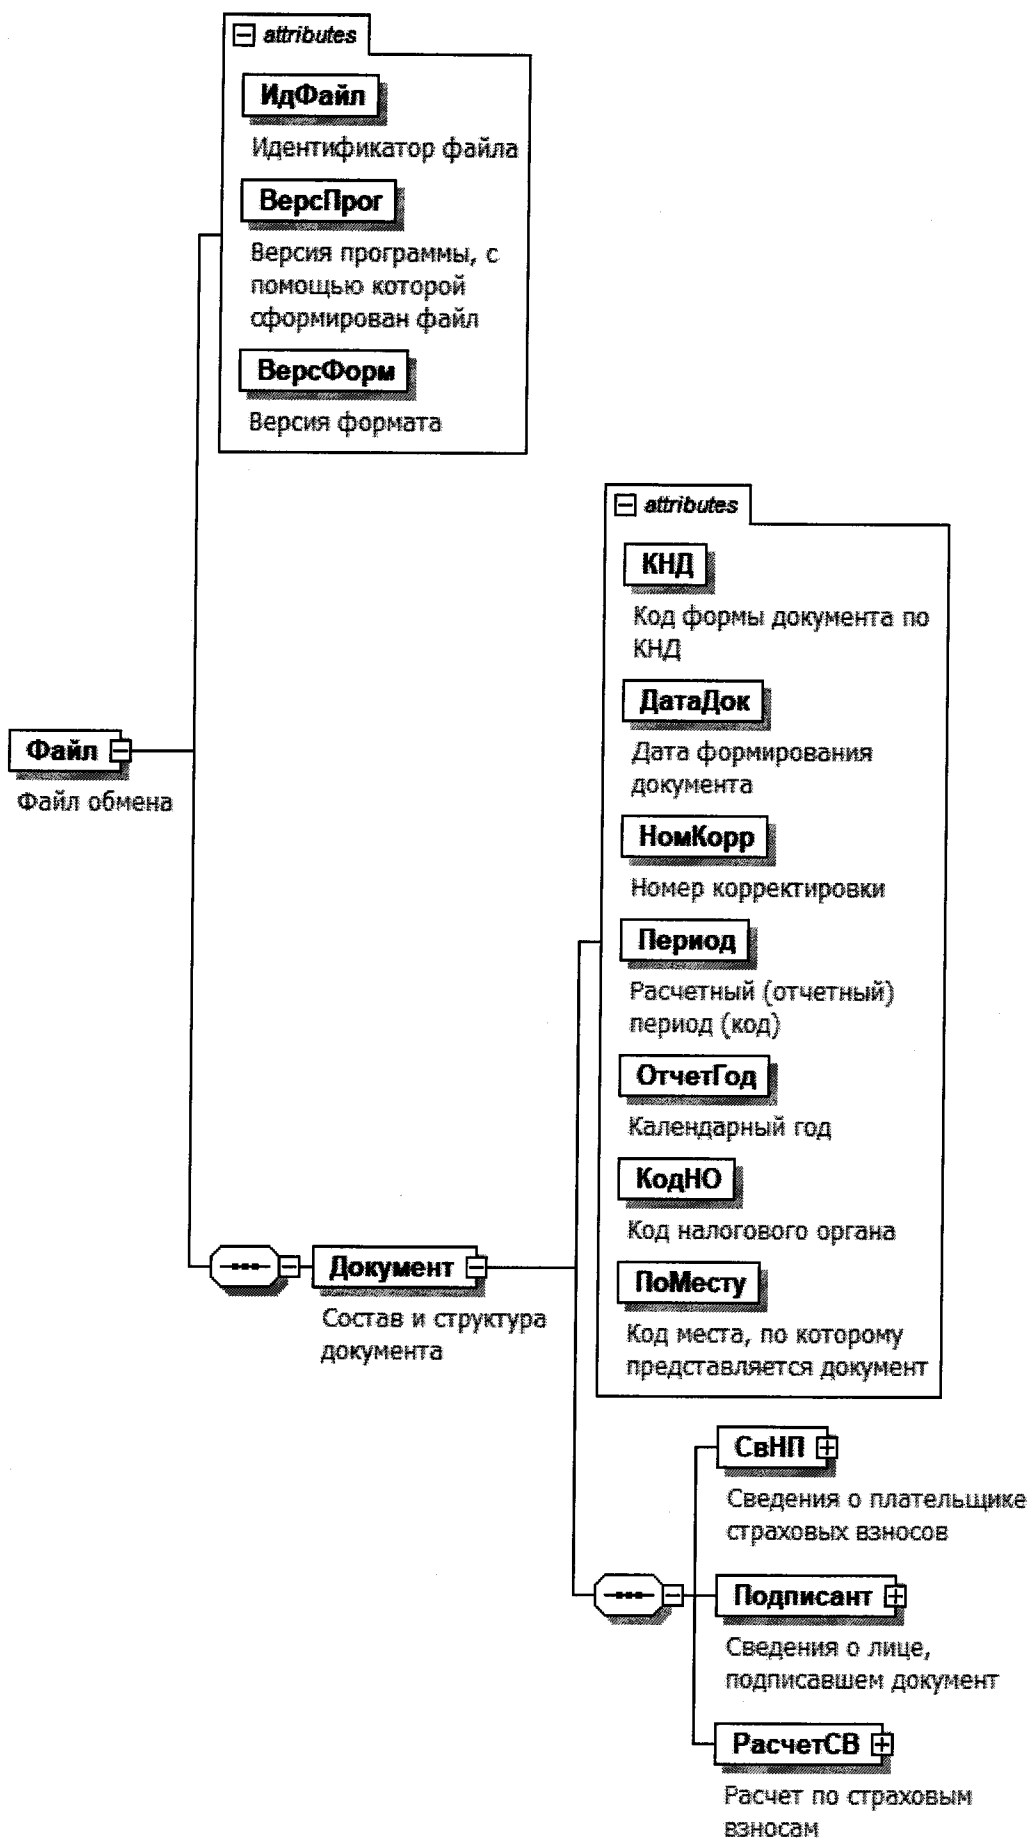 attributes
ИдФайл
Идентификатор файла
ВерсПрог
Версия программы, с
помощью которой
сформирован файл
ВерсФорм
Версия формата
attributes
КНД
Код формы документа по
КНД
ДатаДок
Дата формирования
документа
НомКорр
Номер корректировки
Период
Расчетный (отчетный)
период (код)
ОтчетГод
Календарный год
КодНО
Код налогового органа
ПоМесту
Код места, по которому
представляется документ
Файл
Файл обмена
Документ
Состав и структура
документа
СвНП
Сведения о плательщике
страховых взносов
Подписант
Сведения о лице,
подписавшем документ
РасчетСВ
Расчет по страховым
взносам